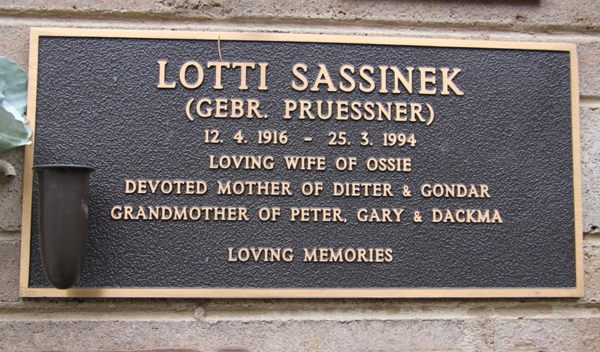 LOTTI SASSINEK
(GEBR. PRUESSNER)
12. 4. 1916 – 25. 3. 1994
LOVING WIFE OF OSSIE
DEVOTED MOTHER OF DIETER & GONDAR
GRANDMOTHER OF PETER, GARY & DACKMA
LOVING MEMORIES